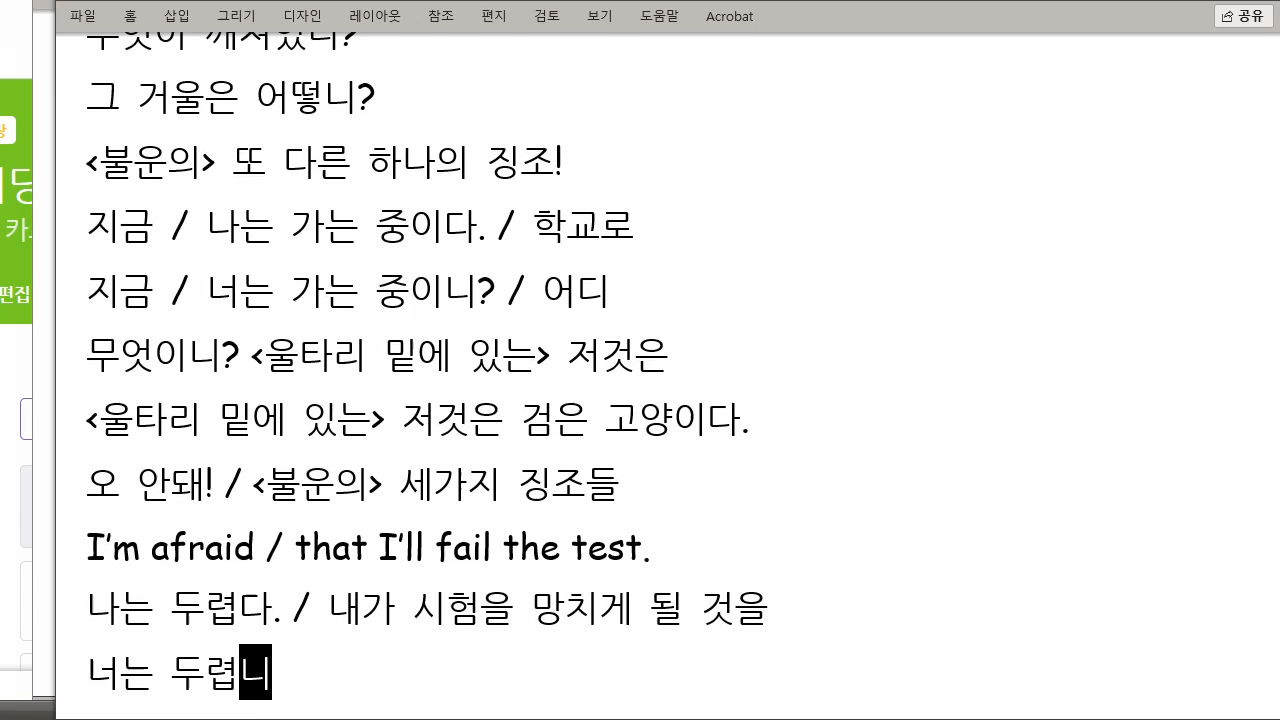 파일 홈 삽입 그리기 디자인 레이아웃 참조 편지 검토 보기 도움말 Acrobat 공유
무엇이 깨져있니?
그 거울은 어떻니?
<불운의> 또 다른 하나의 징조!
지금 / 나는 가는 중이다. / 학교로
지금 / 너는 가는 중이니? / 어디
무엇이니? <울타리 밑에 있는> 저것은
<울타리 밑에 있는> 저것은 검은 고양이다.
오 안돼! / <불운의> 세가지 징조들
I'm afraid / that I'll fail the test.
나는 두렵다. / 내가 시험을 망치게 될 것을
너는 두렵니
편집